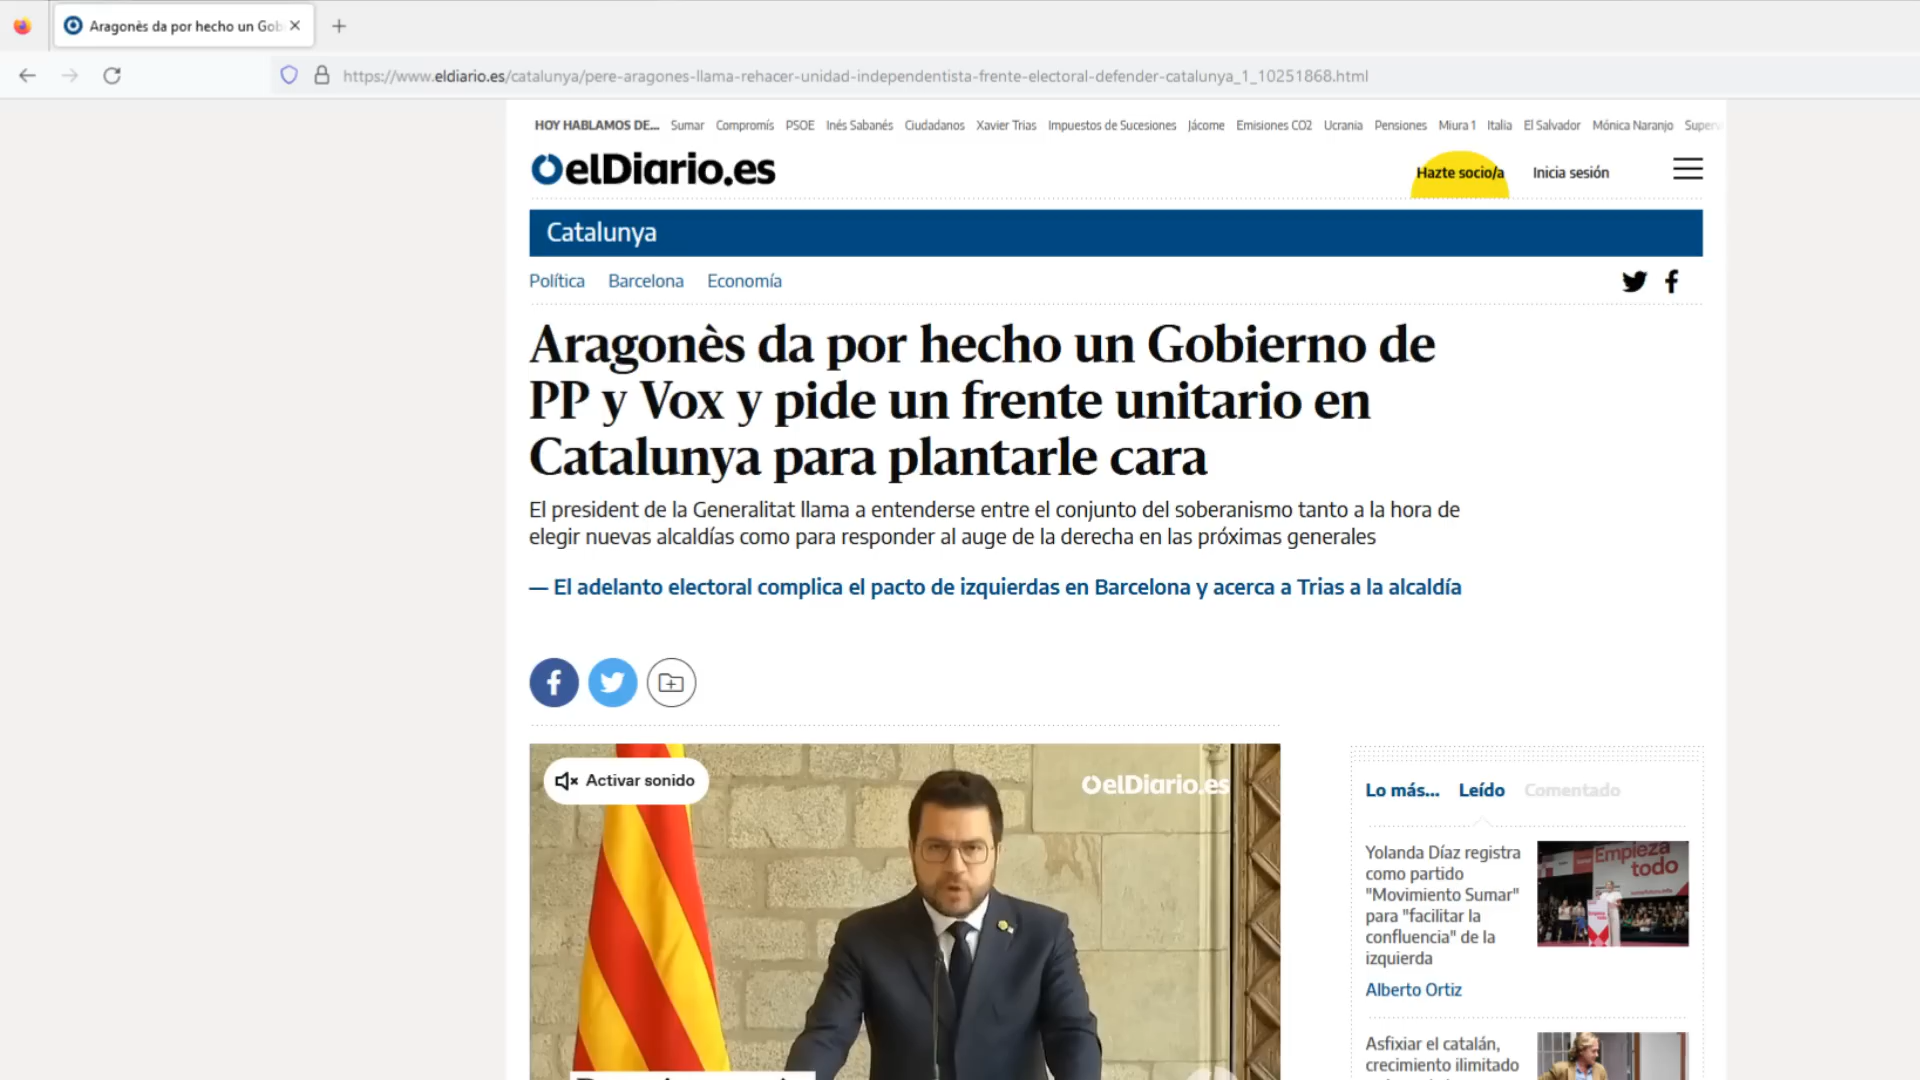 Aragonès da por hecho un Gob
https://www.eldiario.es/catalunya/pere-aragones-llama-rehacer-unidad-independentista-frente-electoral-defender-catalunya_1_10251868.html
HOY HABLAMOS DE... Sumar Compromís PSOE Inés Sabanés Ciudadanos Xavier Trias Impuestos de Sucesiones Jácome Emisiones CO2 Ucrania Pensiones Miura 1 Italia El Salvador Mónica Naranjo Superv
elDiario.es
Hazte socio/a Inicia sesión
Catalunya
Política Barcelona Economía
Aragonès da por hecho un Gobierno de
PP y Vox y pide un frente unitario en
Catalunya para plantarle cara
El president de la Generalitat llama a entenderse entre el conjunto del soberanismo tanto a la hora de
elegir nuevas alcaldías como para responder al auge de la derecha en las próximas generales
— El adelanto electoral complica el pacto de izquierdas en Barcelona y acerca a Trias a la alcaldía
Activar sonido
elDiario.es
Lo más... Leído Comentado
Yolanda Díaz registra
como partido
"Movimiento Sumar"
para "facilitar la
confluencia" de la
izquierda
Empieza
todo
Alberto Ortiz
Asfixiar el catalán,
crecimiento ilimitado